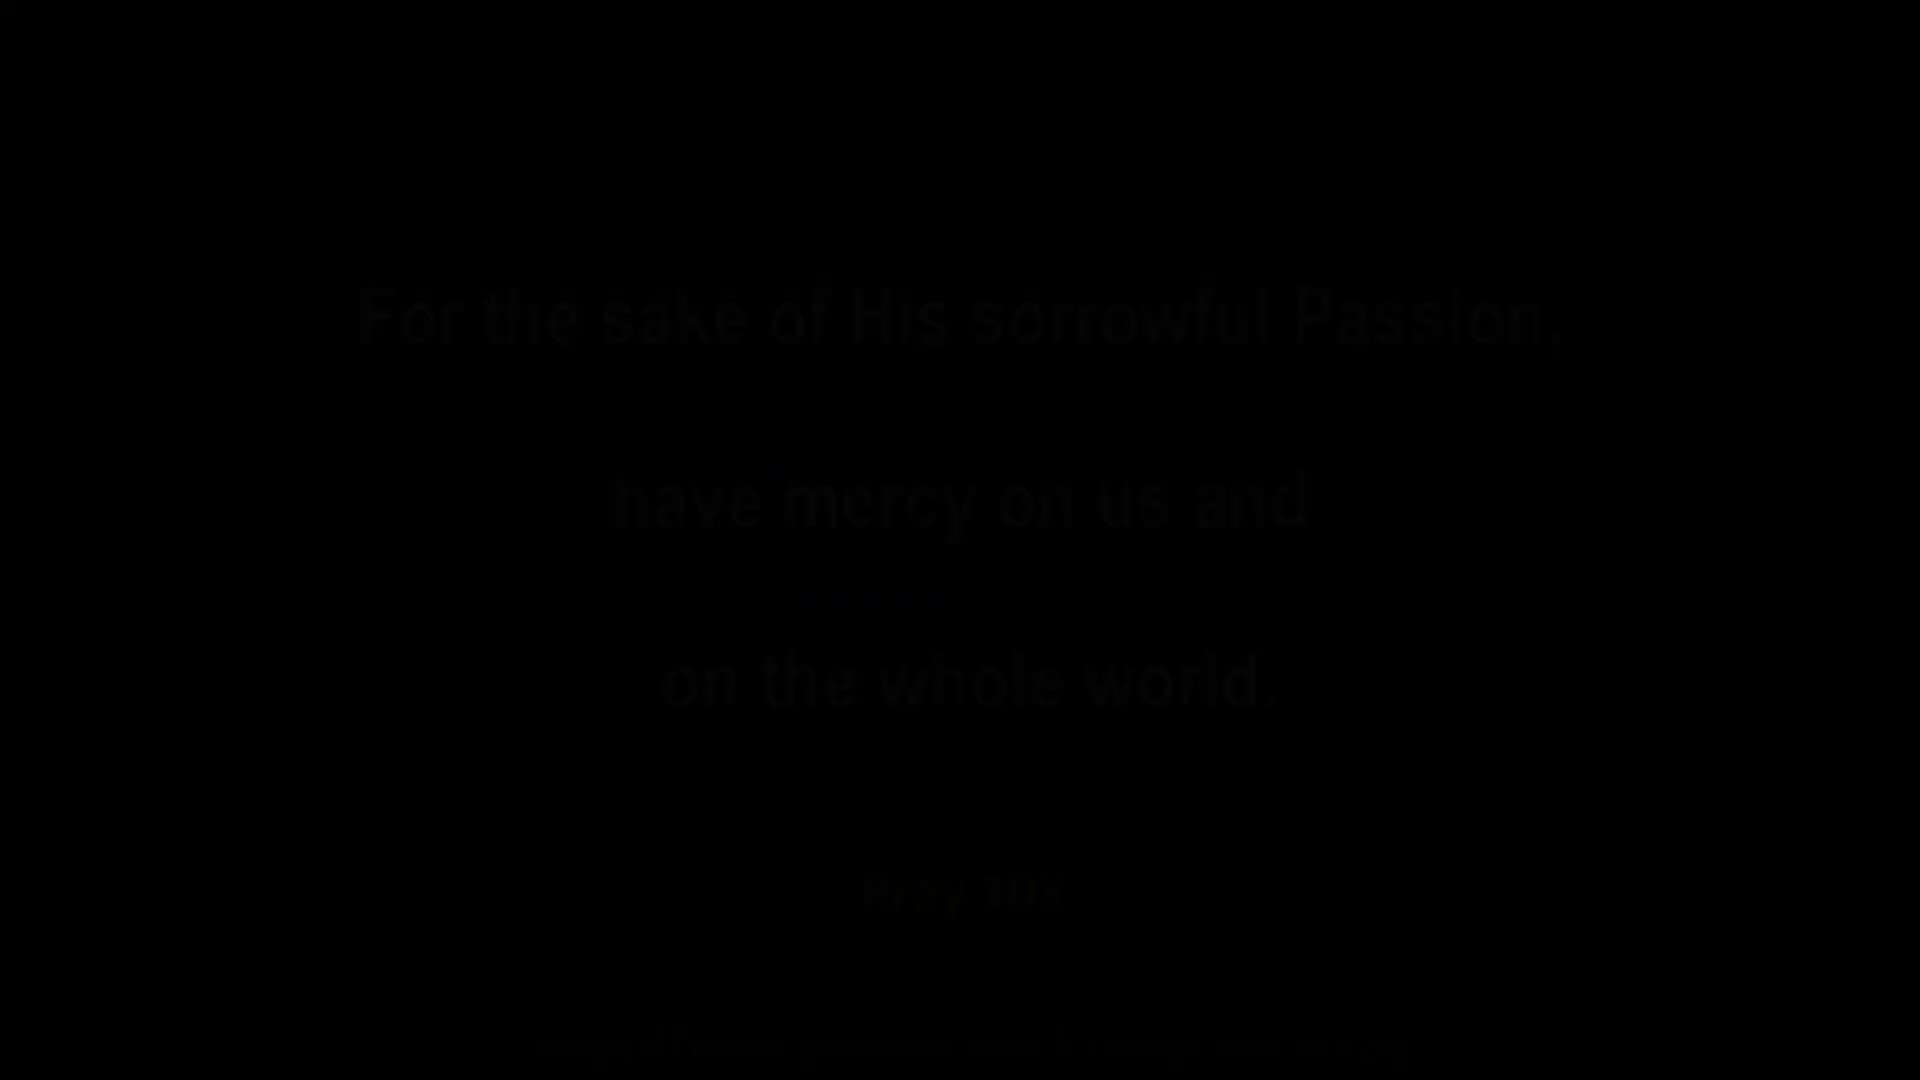 For the sake of His sorrowful Passion,
have mercy on us and
on the whole world.
Pray 10X